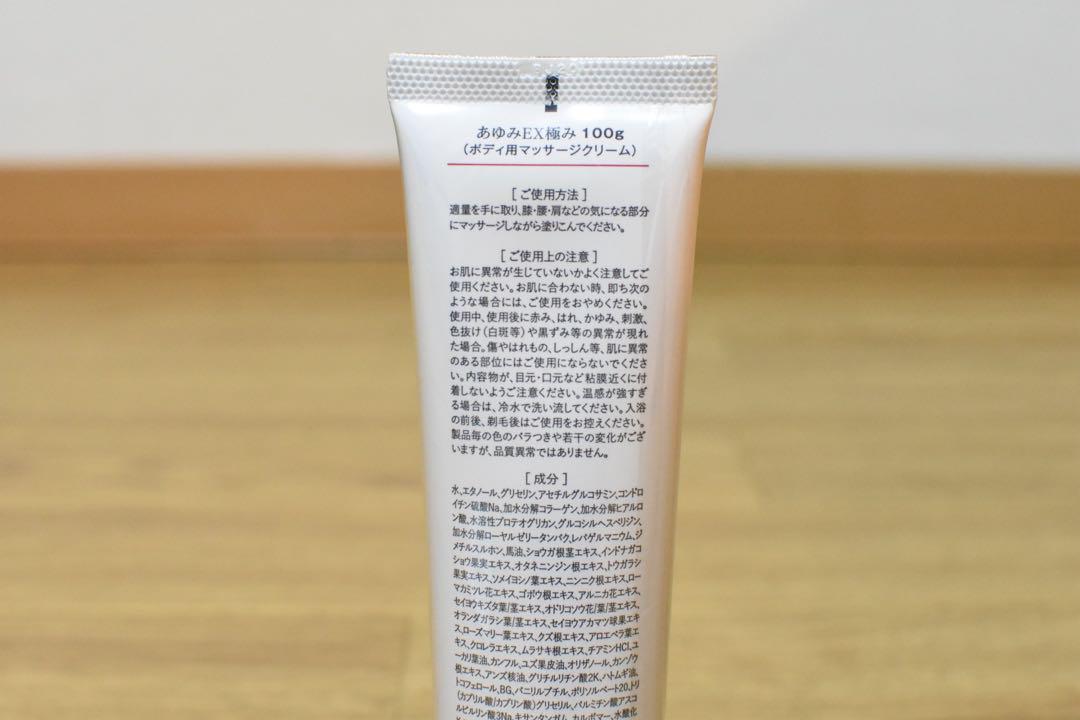 あゆみEX極み 100g
（ボディ用マッサージクリーム）
［ご使用方法］
適量を手に取り、膝・腰・肩などの気になる部分
にマッサージしながら塗りこんでください。
［ご使用上の注意］
お肌に異常が生じていないかよく注意してご
使用ください。お肌に合わない時、即ち次の
ような場合には、ご使用をおやめください。
使用中、使用後に赤み、はれ、かゆみ、刺激、
色抜け（白斑等）や黒ずみ等の異常が現れ
た場合。傷やはれもの、しっしん等、肌に異常
のある部位にはご使用にならないでくださ
い。内容物が、目元・口元など粘膜近くに付
着しないようご注意ください。温感が強すぎ
る場合は、冷水で洗い流してください。入浴
の前後、剃毛後はご使用をお控えください。
製品毎の色のバラつきや若干の変化がござ
いますが、品質異常ではありません。
［成分］
水、エタノール、グリセリン、アセチルグルコサミン、コンドロ
イチン硫酸Na、加水分解コラーゲン、加水分解ヒアルロ
ン酸、水溶性プロテオグリカン、グルコシルヘスペリジン、
加水分解ローヤルゼリータンパク、レパゲルマニウム、ジ
メチルスルホン、馬油、ショウガ根茎エキス、インドナガコ
ショウ果実エキス、オタネニンジン根エキス、トウガラシ
果実エキス、ソメイヨシノ葉エキス、ニンニク根エキス、ロー
マカミツレ花エキス、ゴボウ根エキス、アルニカ花エキス、
セイヨウキズタ葉/茎エキス、オドリコソウ花/葉/茎エキス、
オランダガラシ葉/茎エキス、セイヨウアカマツ球果エキ
ス、ローズマリー葉エキス、クズ根エキス、アロエベラ葉エ
キス、クロレラエキス、ムラサキ根エキス、チアミンHCl、ユ
ーカリ葉油、カンフル、ユズ果皮油、オリザノール、カンゾウ
根エキス、アンズ核油、グリチルリチン酸2K、ハトムギ油、
トコフェロール、BG、バニリルブチル、ポリソルベート20、トリ
（カプリル酸/カプリン酸）グリセリル、パルミチン酸アスコ
ルビルリン酸3Na、キサンタンガム、カルボマー、水酸化